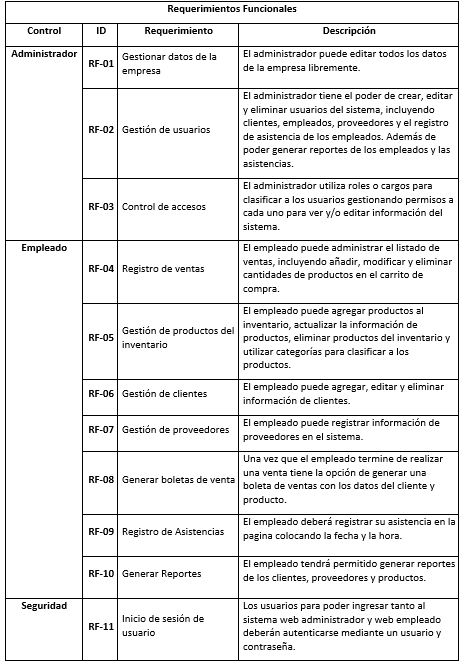 Requerimientos Funcionales
Control ID Requerimiento Descripción
Administrador
RF-01
Gestionar datos de la
empresa
El administrador puede editar todos los datos
de la empresa libremente.
RF-02
Gestión de usuarios
El administrador tiene el poder de crear, editar
y eliminar usuarios del sistema, incluyendo
clientes, empleados, proveedores y el registro
de asistencia de los empleados. Además de
poder generar reportes de los empleados y las
asistencias.
RF-03
Control de accesos
El administrador utiliza roles o cargos para
clasificar a los usuarios gestionando permisos a
cada uno para ver y/o editar información del
sistema.
Empleado
RF-04
Registro de ventas
El empleado puede administrar el listado de
ventas, incluyendo añadir, modificar y eliminar
cantidades de productos en el carrito de
compra.
RF-05
Gestión de productos del
inventario
El empleado puede agregar productos al
inventario, actualizar la información de
productos, eliminar productos del inventario y
utilizar categorías para clasificar a los
productos.
RF-06
Gestión de clientes
El empleado puede agregar, editar y eliminar
información de clientes.
RF-07
Gestión de proveedores
El empleado puede registrar información de
proveedores en el sistema.
RF-08
Generar boletas de venta
Una vez que el empleado termine de realizar
una venta tiene la opción de generar una
boleta de ventas con los datos del cliente y
producto.
RF-09
Registro de Asistencias
El empleado deberá registrar su asistencia en la
pagina colocando la fecha y la hora.
RF-10
Generar Reportes
El empleado tendrá permitido generar reportes
de los clientes, proveedores y productos.
Seguridad
RF-11
Inicio de sesión de
usuario
Los usuarios para poder ingresar tanto al
sistema web administrador y web empleado
deberán autenticarse mediante un usuario y
contraseña.